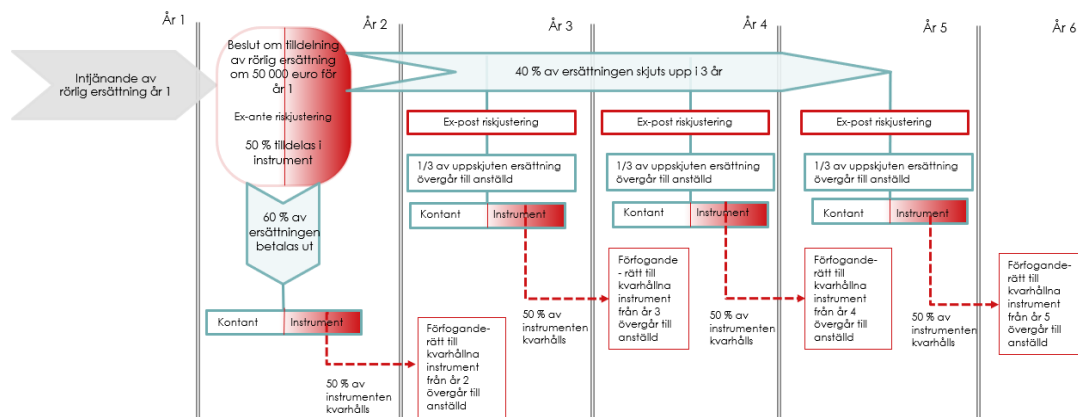 År 1
År 2
År 3
År 4
År 5
År 6
Intjänande av
rörlig ersättning år 1
Beslut om tilldelning
av rörlig ersättning
om 50 000 euro för
år 1
Ex-ante riskjustering
50 % tilldelas i
instrument
40 % av ersättningen skjuts upp i 3 år
Ex-post riskjustering
Ex-post riskjustering
Ex-post riskjustering
1/3 av uppskjuten ersättning
övergår till anställd
1/3 av uppskjuten ersättning
övergår till anställd
1/3 av uppskjuten ersättning
övergår till anställd
Kontant
Instrument
Kontant
Instrument
Kontant
Instrument
60 % av
ersättningen
betalas ut
Kontant
Instrument
50 % av
instrumenten
kvarhålls
Förfogande-
rätt till
kvarhållna
instrument
från år 2
övergår till
anställd
50 % av
instrumenten
kvarhålls
Förfogande
- rätt till
kvarhållna
instrument
från år 3
övergår till
anställd
50 % av
instrumenten
kvarhålls
Förfogande-
rätt till
kvarhållna
instrument
från år 4
övergår till
anställd
50 % av
instrumenten
kvarhålls
Förfogande-
rätt till
kvarhållna
instrument
från år 5
övergår till
anställd